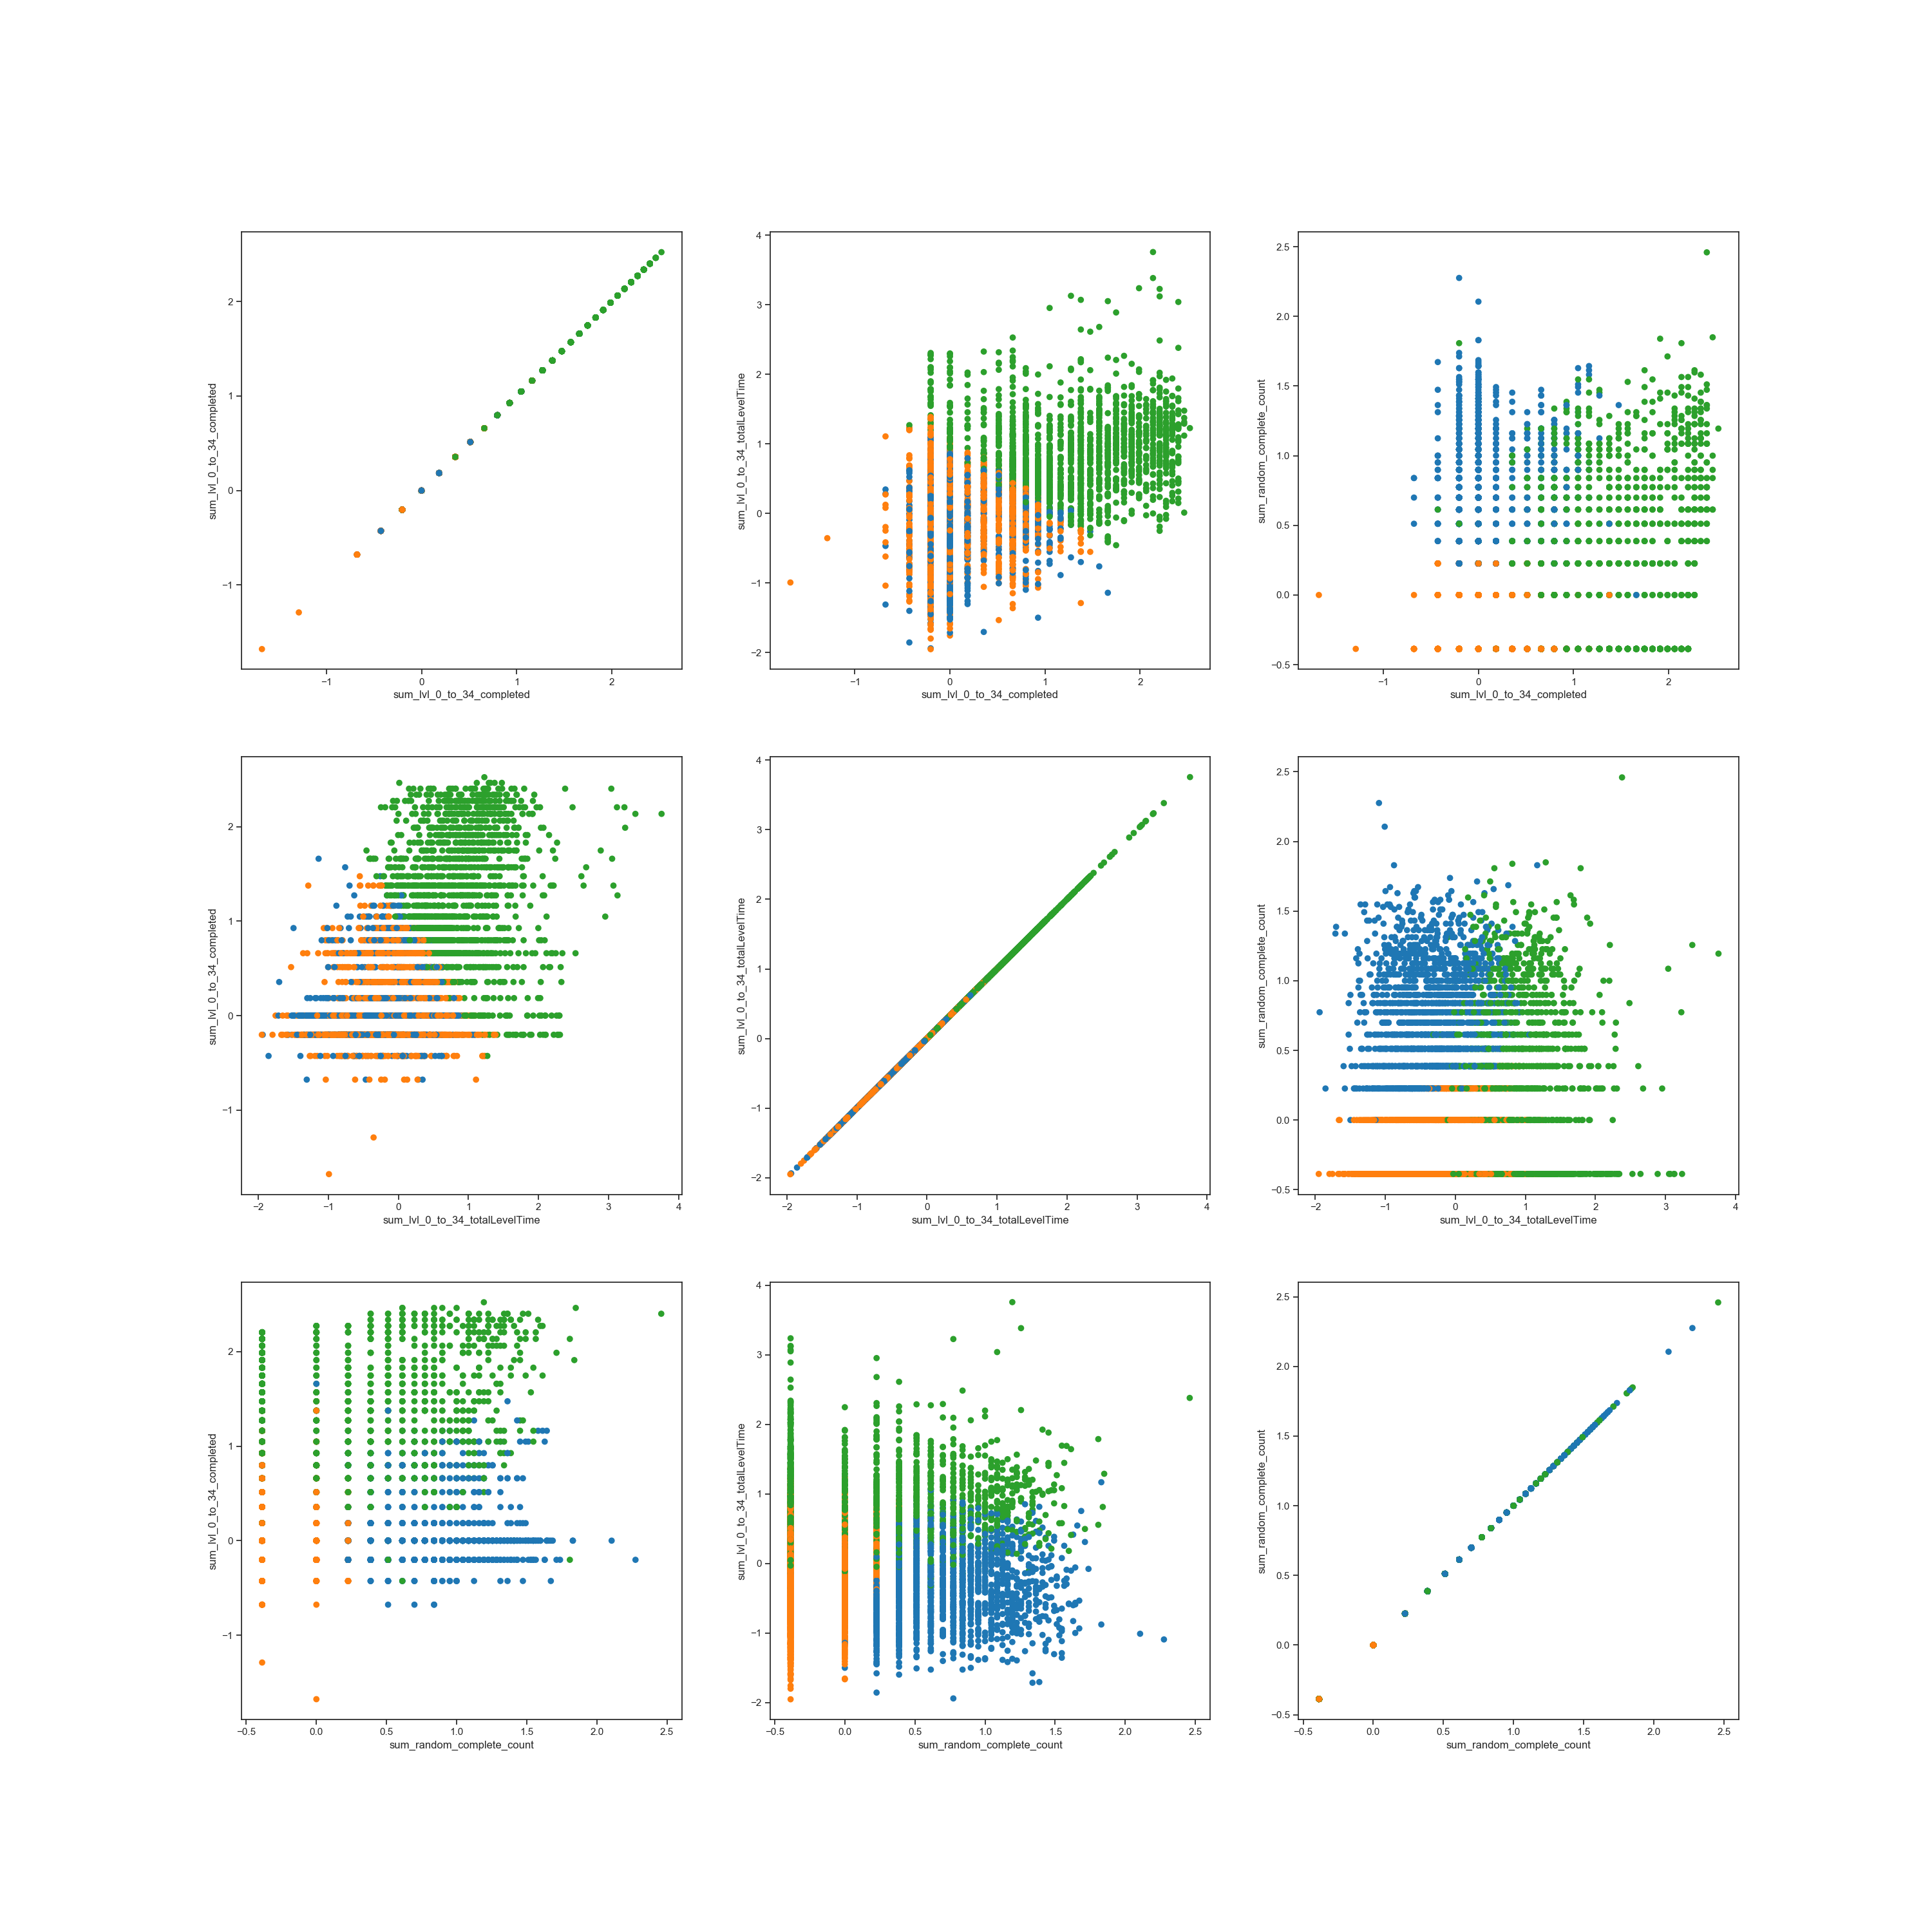 2
1
0
−1
sum_lvl_0_to_34_completed
−1 0 1 2
sum_lvl_0_to_34_completed
4
3
2
1
0
−1
−2
sum_lvl_0_to_34_totalLevelTime
−1 0 1 2
sum_lvl_0_to_34_completed
2.5
2.0
1.5
1.0
0.5
0.0
−0.5
sum_random_complete_count
−1 0 1 2
sum_lvl_0_to_34_completed
2
1
0
−1
sum_lvl_0_to_34_completed
−2 −1 0 1 2 3 4
sum_lvl_0_to_34_totalLevelTime
4
3
2
1
0
−1
−2
sum_lvl_0_to_34_totalLevelTime
−2 −1 0 1 2 3 4
sum_lvl_0_to_34_totalLevelTime
2.5
2.0
1.5
1.0
0.5
0.0
−0.5
sum_random_complete_count
−2 −1 0 1 2 3 4
sum_lvl_0_to_34_totalLevelTime
2
1
0
−1
sum_lvl_0_to_34_completed
−0.5 0.0 0.5 1.0 1.5 2.0 2.5
sum_random_complete_count
4
3
2
1
0
−1
−2
sum_lvl_0_to_34_totalLevelTime
−0.5 0.0 0.5 1.0 1.5 2.0 2.5
sum_random_complete_count
2.5
2.0
1.5
1.0
0.5
0.0
−0.5
sum_random_complete_count
−0.5 0.0 0.5 1.0 1.5 2.0 2.5
sum_random_complete_count